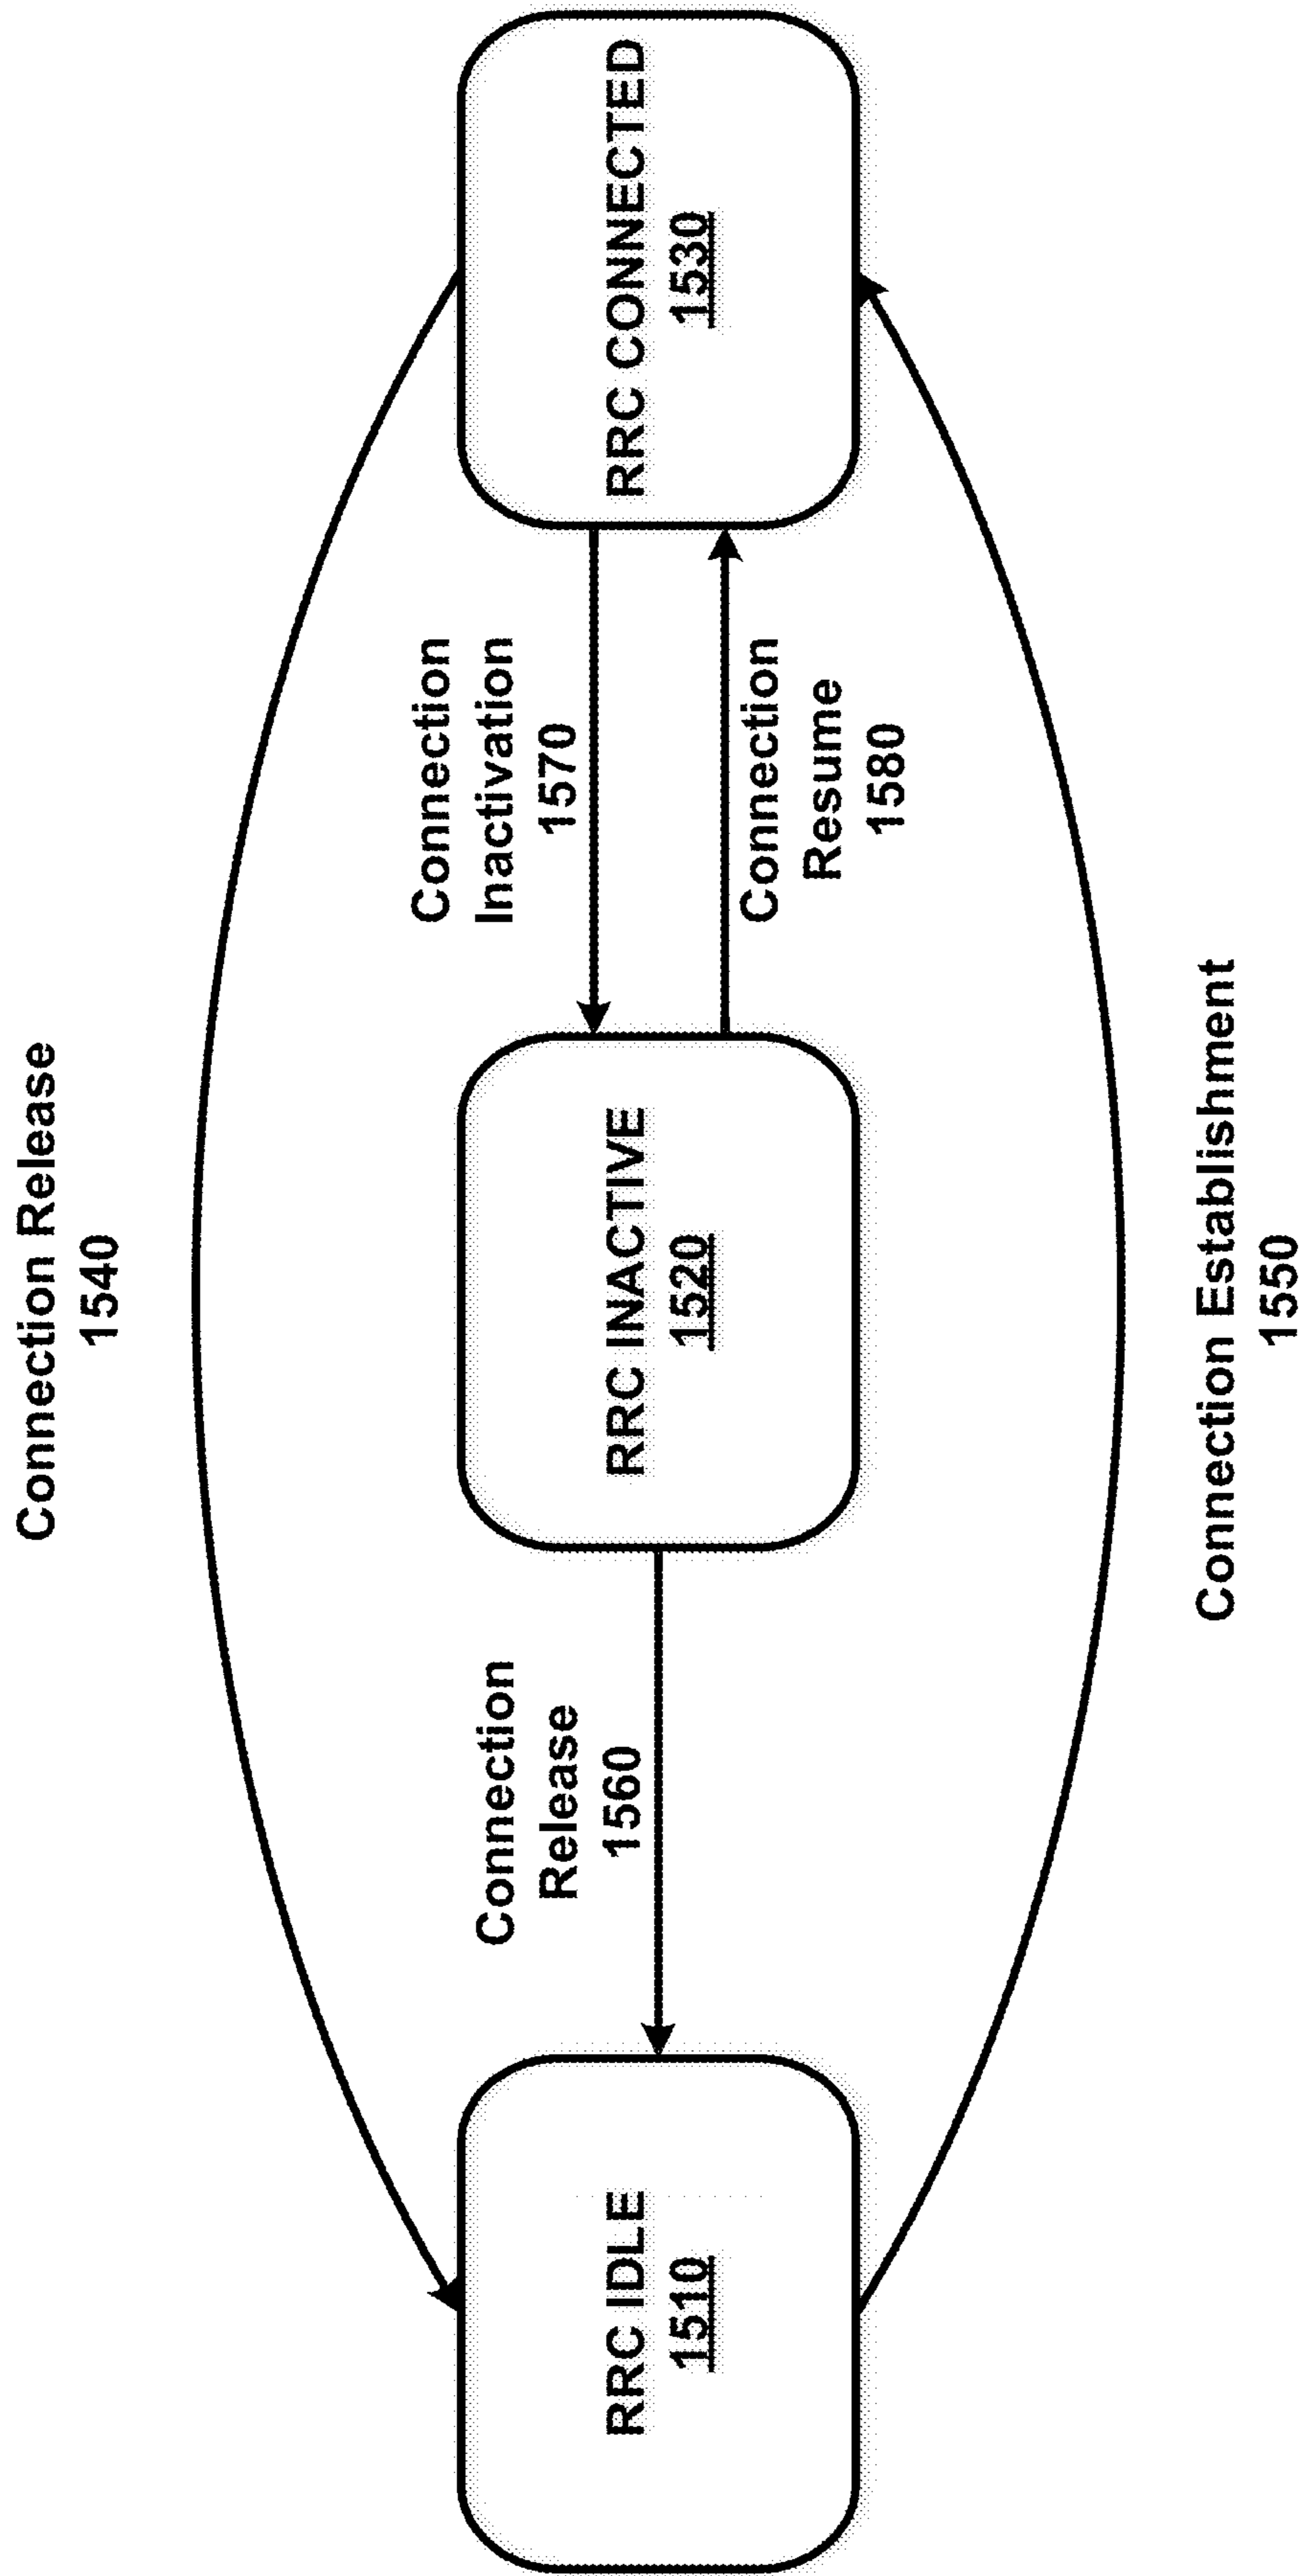 Connection Release
1540
RRC IDLE
1510
Connection
Release
1560
RRC INACTIVE
1520
Connection
Inactivation
1570
Connection
Resume
1580
RRC CONNECTED
1530
Connection Establishment
1550